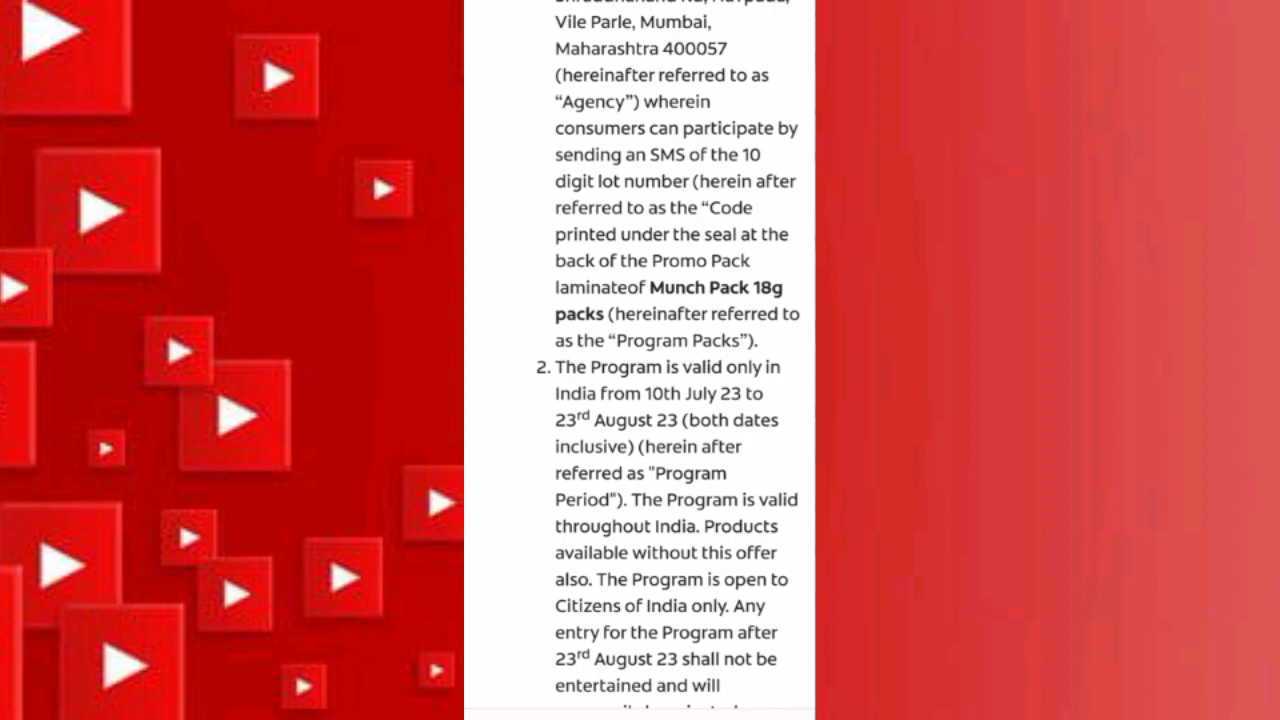 Vile Parle, Mumbai,
Maharashtra 400057
(hereinafter referred to as
“Agency”) wherein
consumers can participate by
sending an SMS of the 10
digit lot number (herein after
referred to as the “Code
printed under the seal at the
back of the Promo Pack
laminateof Munch Pack 18g
packs (hereinafter referred to
as the “Program Packs”).
2. The Program is valid only in
India from 10th July 23 to
23rd August 23 (both dates
inclusive) (herein after
referred as "Program
Period"). The Program is valid
throughout India. Products
available without this offer
also. The Program is open to
Citizens of India only. Any
entry for the Program after
23rd August 23 shall not be
entertained and will